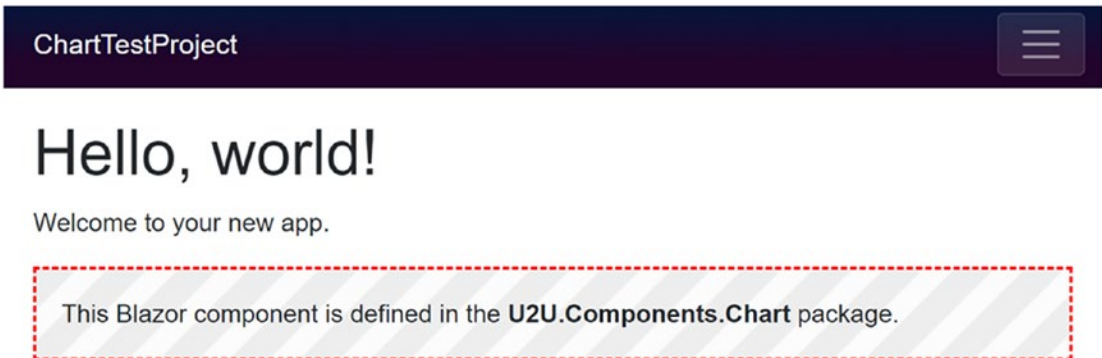 ChartTestProject
Hello, world!
Welcome to your new app.
This Blazor component is defined in the U2U.Components.Chart package.